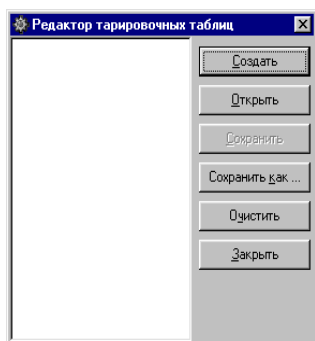 Редактор тарировочных таблиц
Создать
Открыть
Сохранить
Сохранить как ...
Очистить
Закрыть